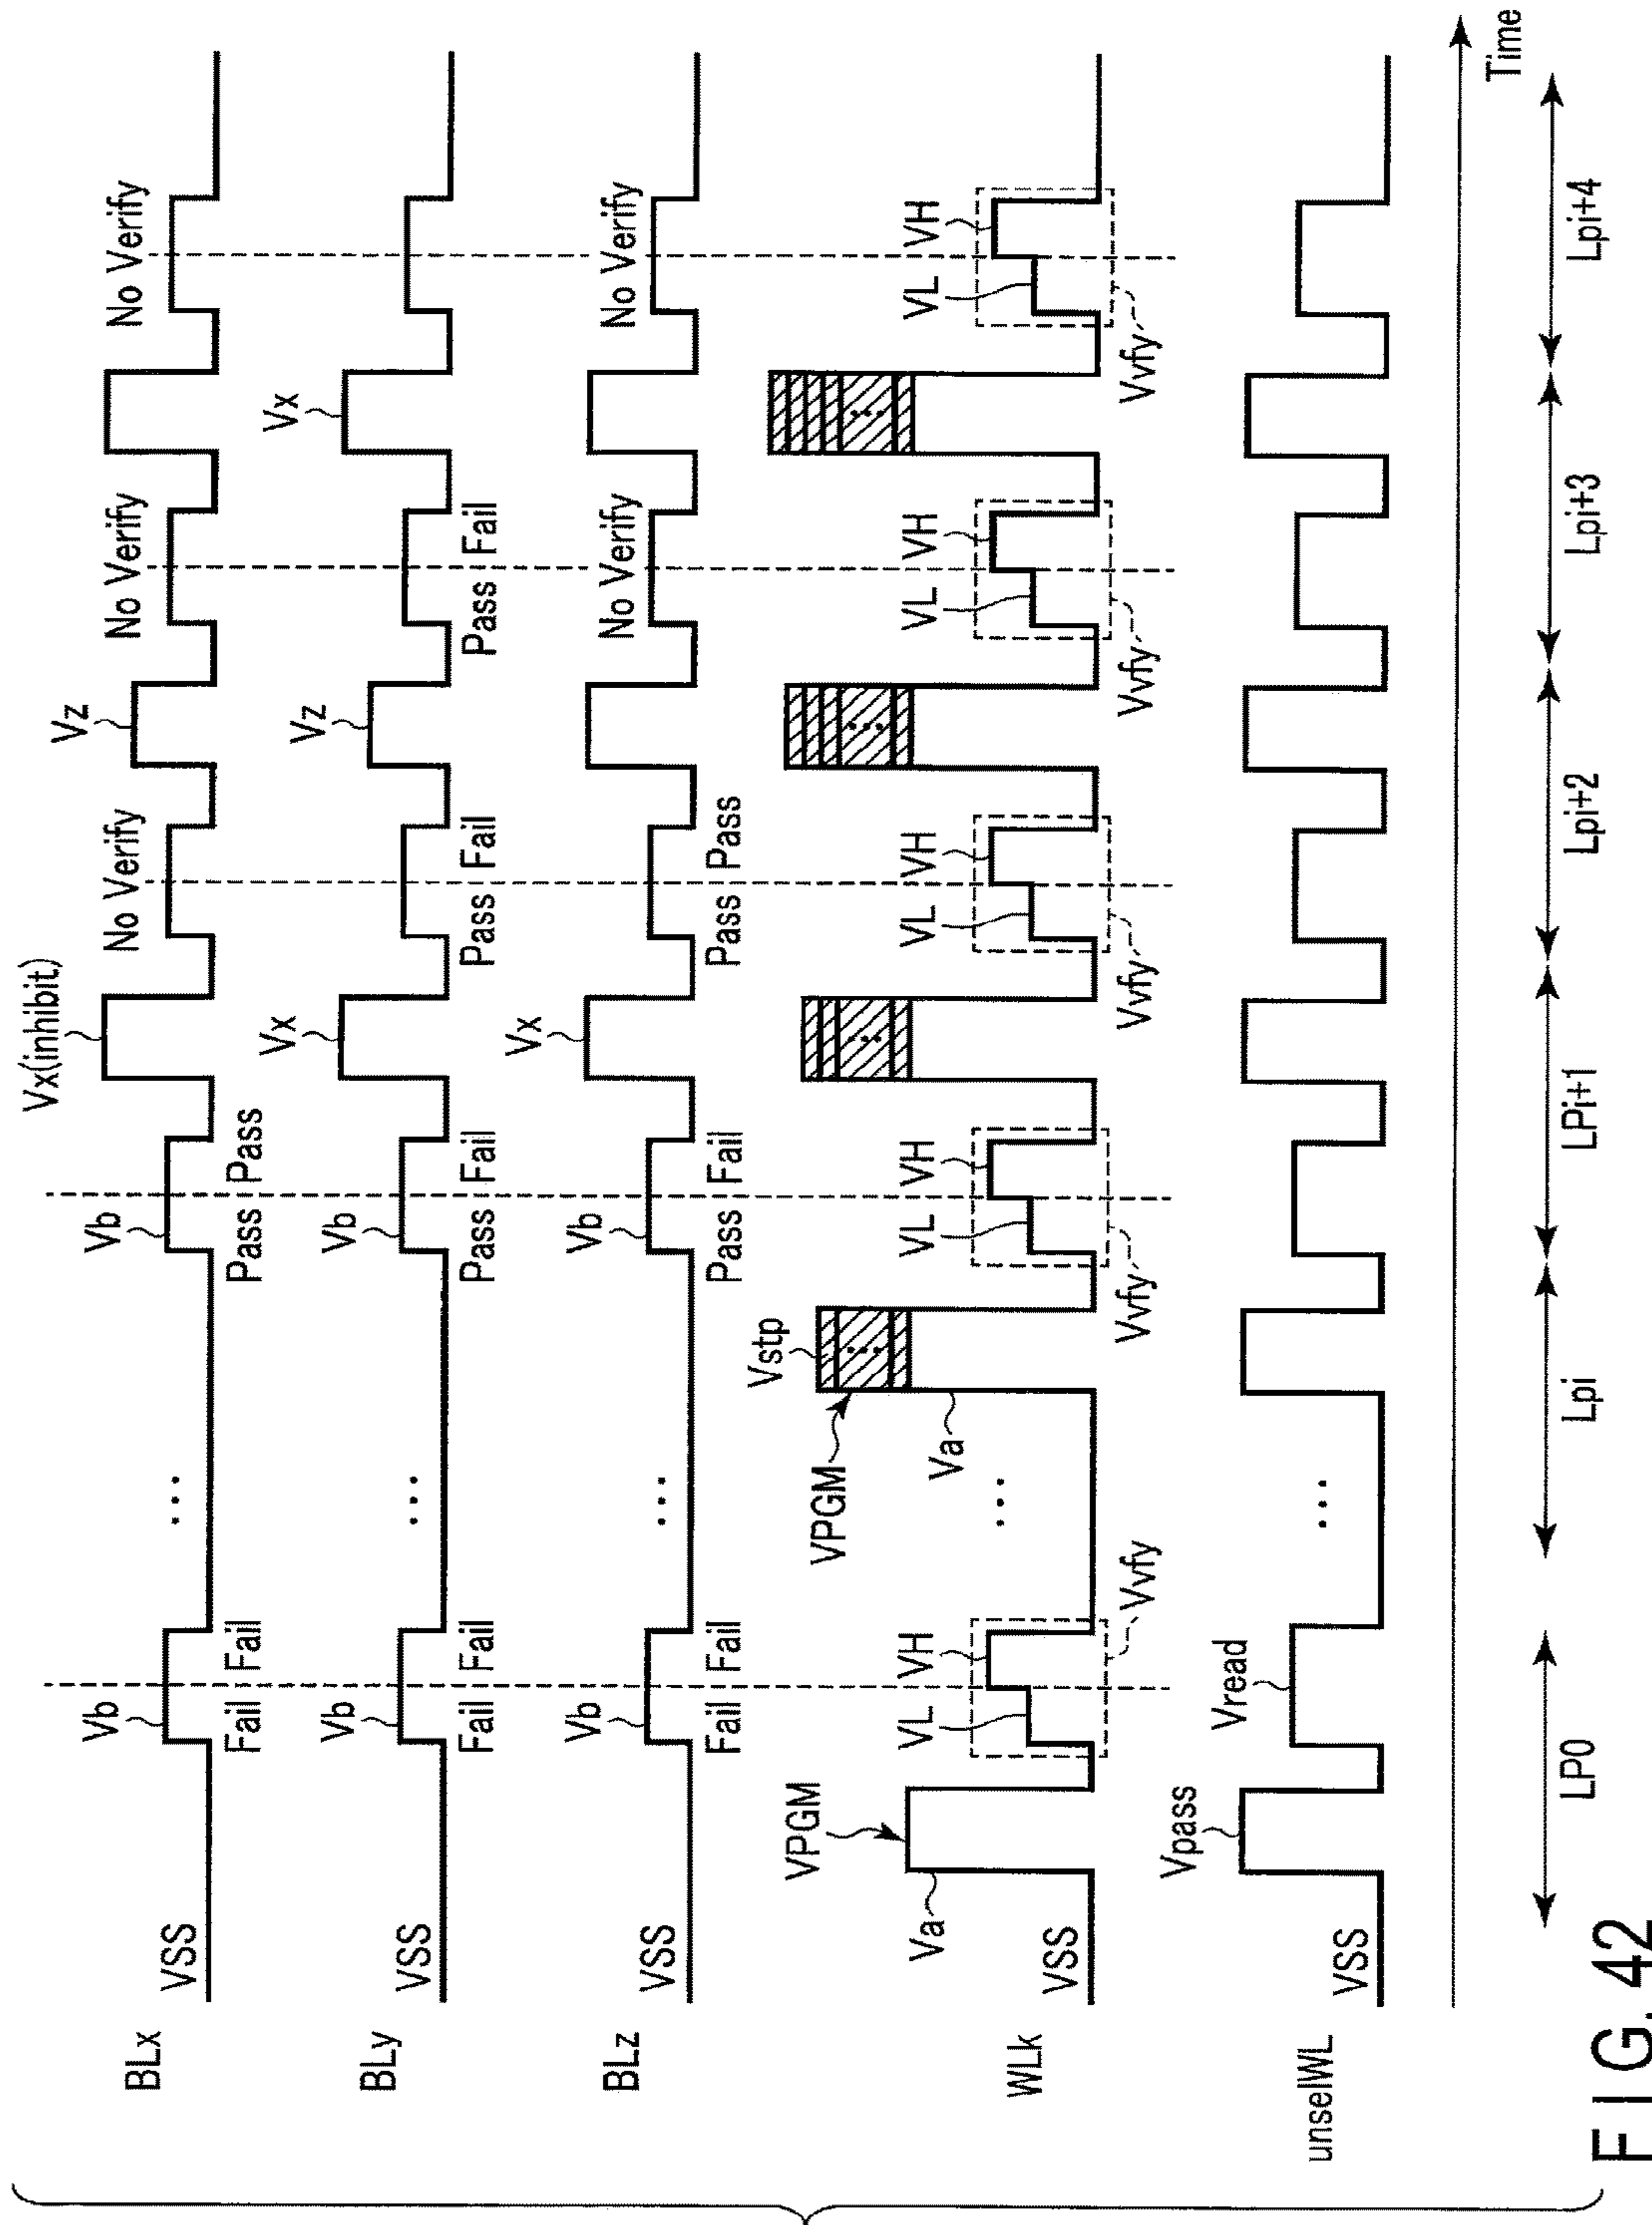 BLx
VSS
Vb
Fail Fail
...
Vb
Pass Pass
Vx(inhibit)
No Verify
Vz
No Verify
No Verify
BLy
VSS
Vb
Fail Fail
...
Vb
Pass Fail
Vx
Pass Fail
Vz
Pass Fail
Vx
BLz
VSS
Vb
Fail Fail
...
Vb
Pass Fail
Vx
Pass Pass
No Verify
No Verify
WLk
VSS
Va
VPGM
VL
VH
Vvfy
...
VPGM
Va
Vstp
...
VL
VH
Vvfy
...
VL
VH
Vvfy
...
VL
VH
Vvfy
...
VL
VH
Vvfy
unselWL
VSS
Vpass
Vread
...
Time
LP0
Lpi
LPi+1
Lpi+2
Lpi+3
Lpi+4
FIG. 42